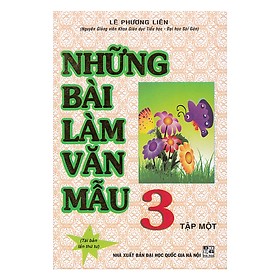 LÊ PHƯƠNG LIÊN
(Nguyên Giảng viên Khoa Giáo dục Tiểu học - Đại học Sài Gòn)
NHỮNG
BÀI
LÀM
VĂN
MẪU
3
TẬP MỘT
(Tái bản
lần thứ tư)
NHÀ XUẤT BẢN ĐẠI HỌC QUỐC GIA HÀ NỘI